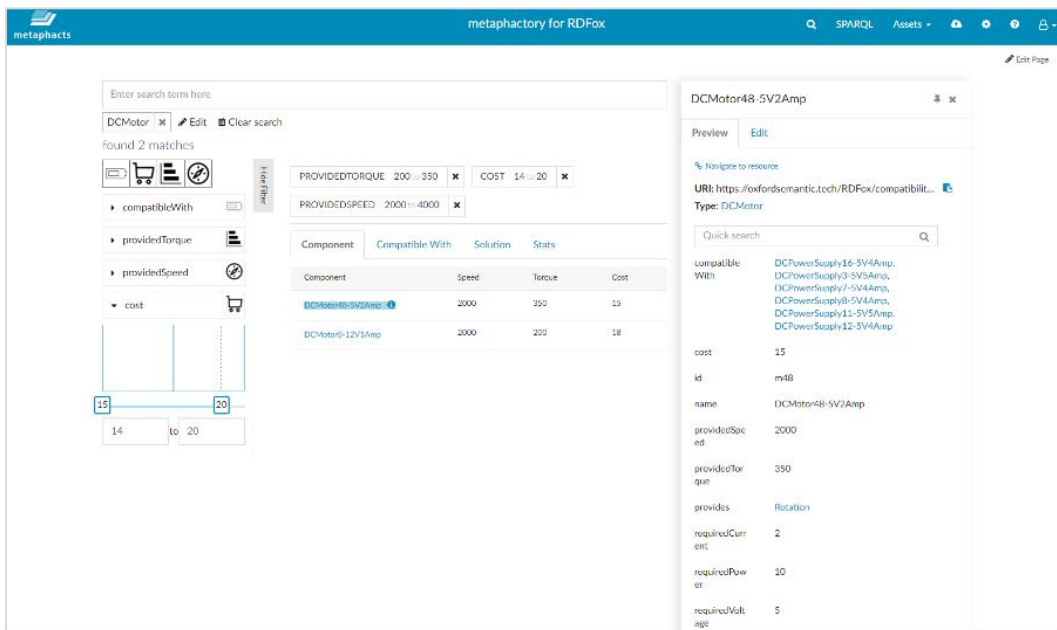 metaphacts
metaphactory for RDFox
SPARQL Assets
Edit Page
Enter search term here
DCMotor Edit Clear search
found 2 matches
Hide Filter
compatibleWith
providedTorque
providedSpeed
cost
15 20
14 to 20
PROVIDEDTORQUE 200 to 350 COST 14 to 20
PROVIDEDSPEED 2000 to 4000
Component Compatible With Solution Stats
Component Speed Torque Cost
DCMotor48-5V2Amp 2000 350 15
DCMotor6-12V1Amp 2000 200 18
DCMotor48-5V2Amp
Preview Edit
Navigate to resource
URI: https://oxfordsemantic.tech/RDFox/compatibilit...
Type: DCMotor
Quick search
compatible With DCPowerSupply16-5V4Amp,
DCPowerSupply3-5V5Amp,
DCPowerSupply7-5V4Amp,
DCPowerSupply8-5V4Amp,
DCPowerSupply11-5V5Amp,
DCPowerSupply12-5V4Amp
cost 15
id m48
name DCMotor48-5V2Amp
providedSpe 2000
ed
providedTor 350
que
provides Rotation
requiredCurr 2
ent
requiredPow 10
er
requiredVolt 5
age